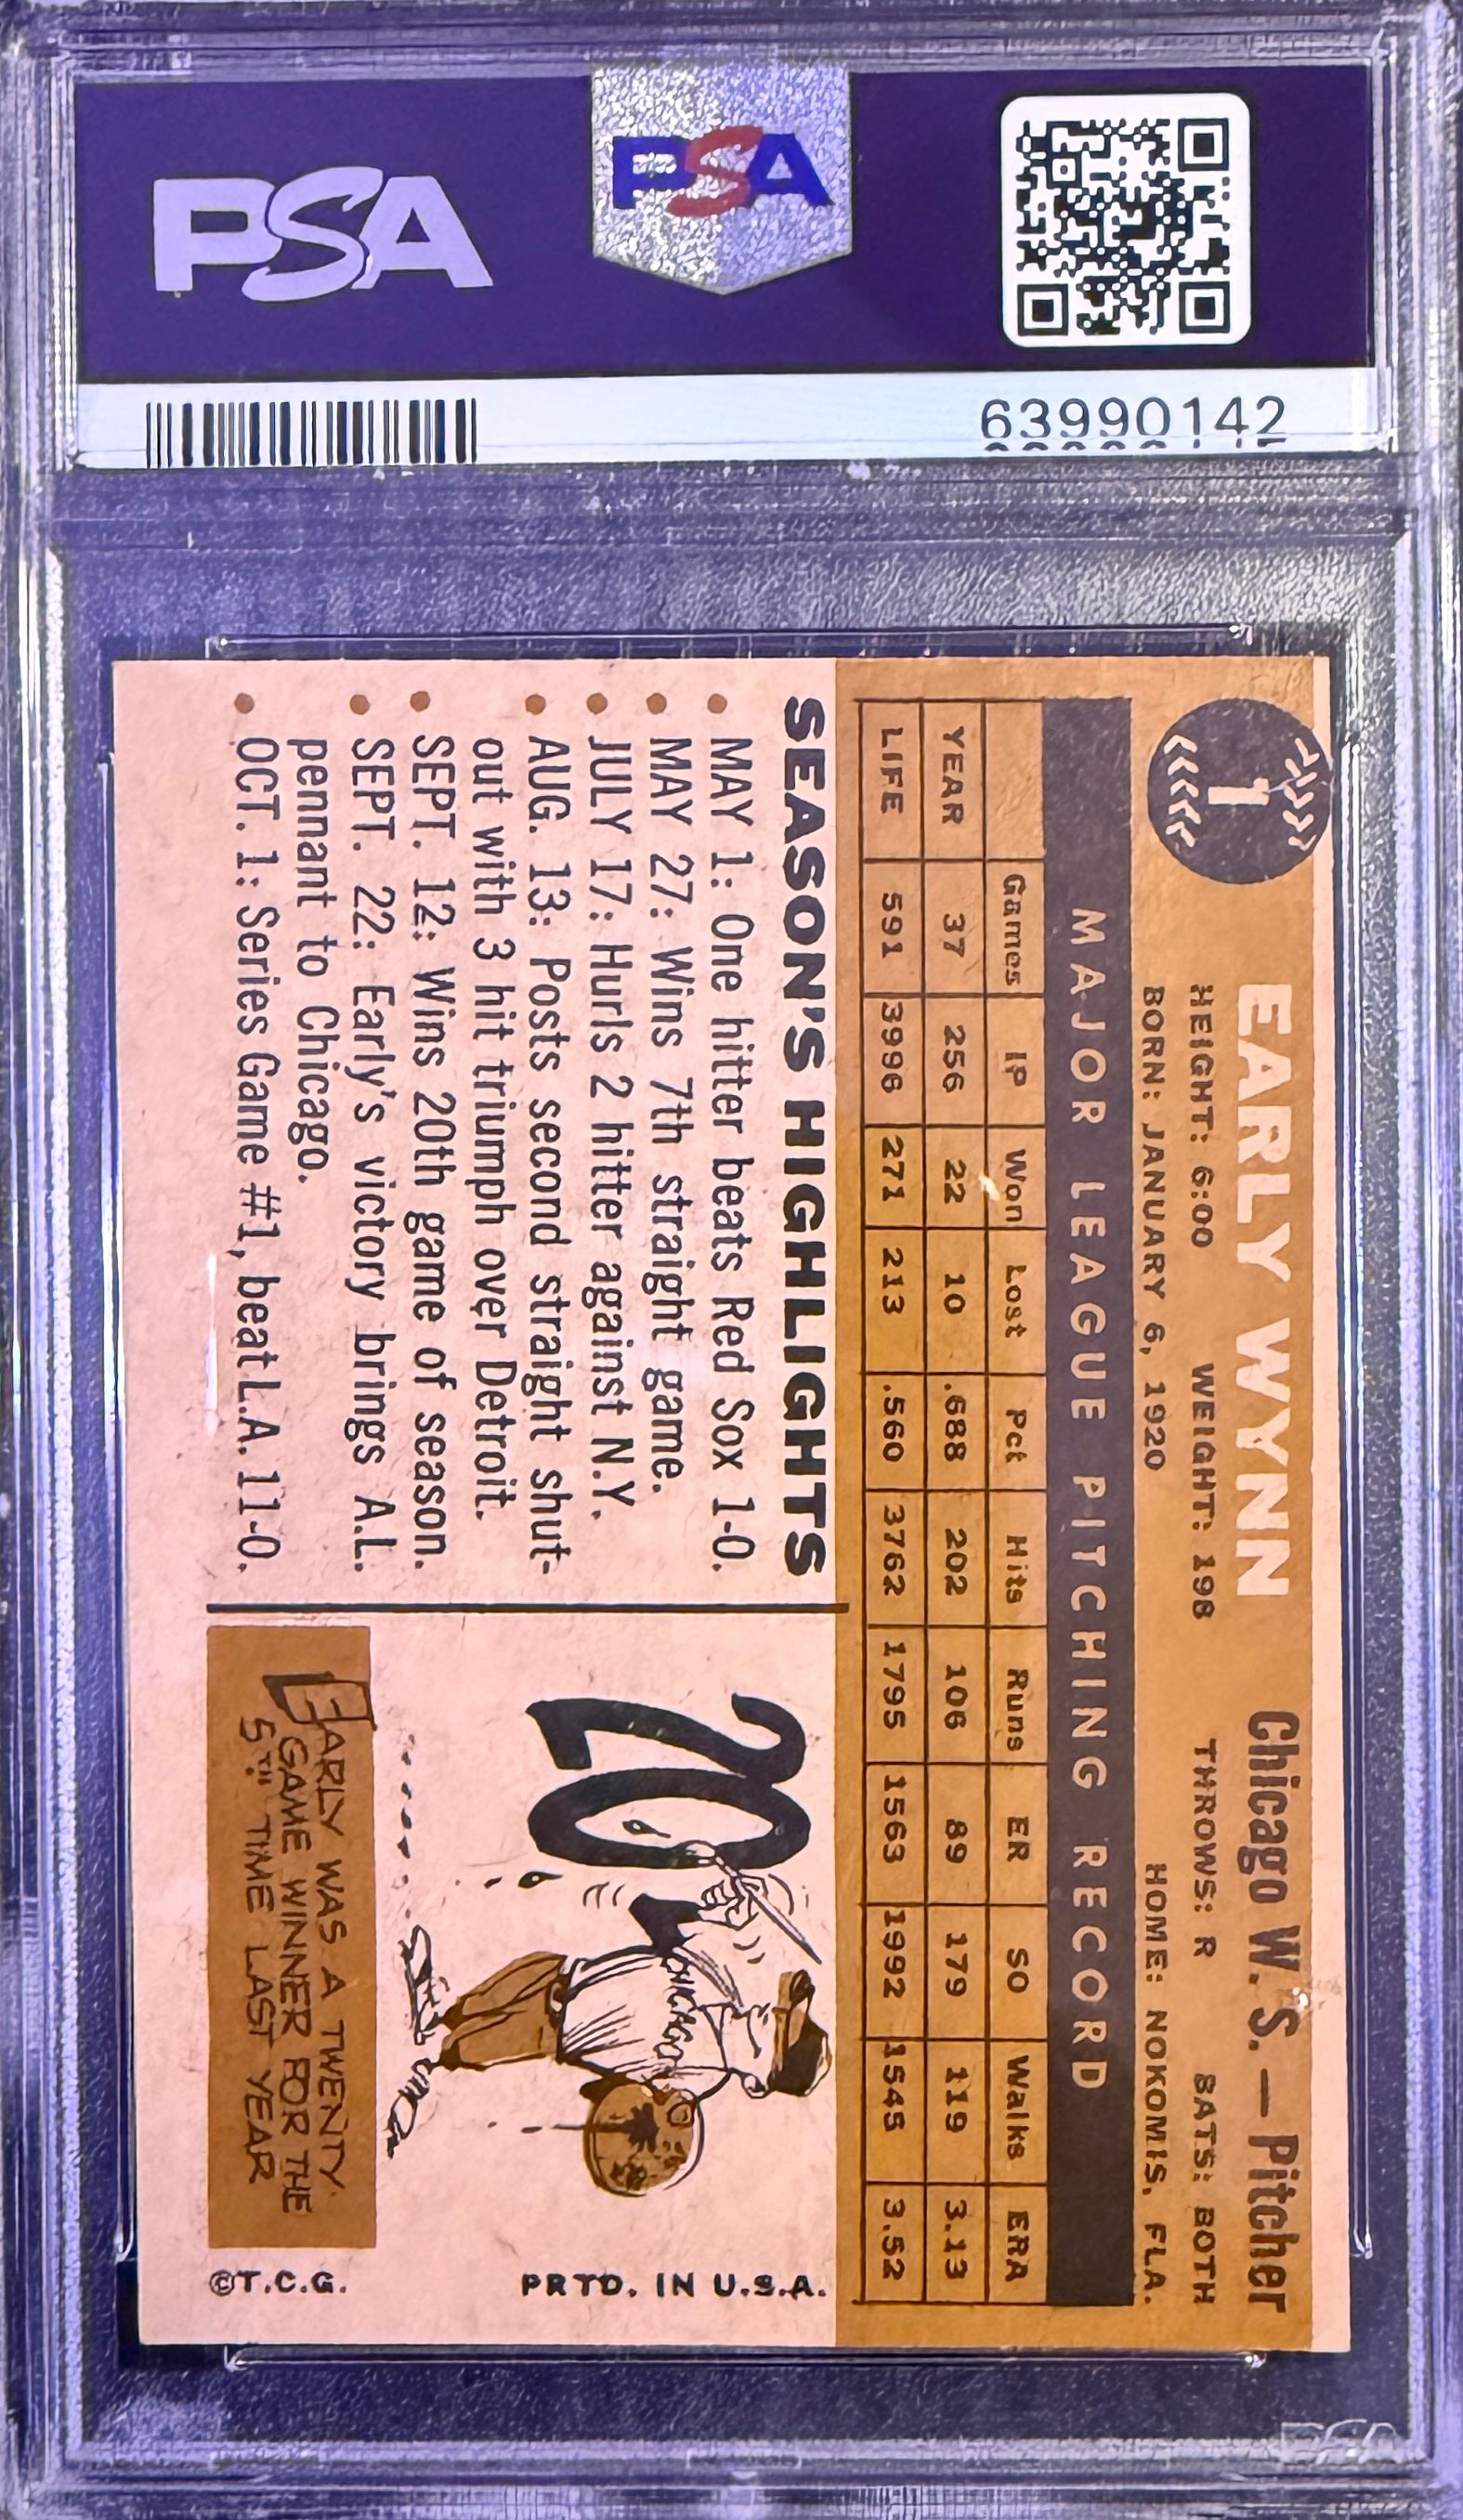 PSA
PSA
63990142
1
EARLY WYNN
Chicago W. S. — Pitcher
HEIGHT: 6:00 WEIGHT: 198 THROWS: R BATS: BOTH
BORN: JANUARY 6, 1920 HOME: NOKOMIS, FLA.
MAJOR LEAGUE PITCHING RECORD
Games IP Won Lost Pct Hits Runs ER SO Walks ERA
YEAR 37 256 22 10 .688 202 106 89 179 119 3.13
LIFE 591 3996 271 213 .560 3762 1795 1563 1992 1545 3.52
SEASON'S HIGHLIGHTS
• MAY 1: One hitter beats Red Sox 1-0.
• MAY 27: Wins 7th straight game.
• JULY 17: Hurls 2 hitter against N.Y.
• AUG. 13: Posts second straight shut-
out with 3 hit triumph over Detroit.
• SEPT. 12: Wins 20th game of season.
• SEPT. 22: Early's victory brings A.L.
pennant to Chicago.
• OCT. 1: Series Game #1, beat L.A. 11-0.
20
CHICAGO
EARLY WAS A TWENTY
GAME WINNER FOR THE
5TH TIME LAST YEAR
©T.C.G.
PRTD. IN U.S.A.
PSA